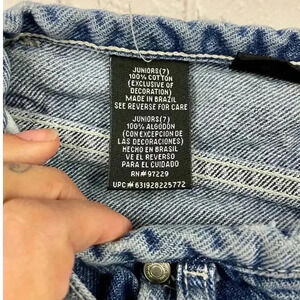 JUNIORS(7)
100% COTTON
(EXCLUSIVE OF
DECORATION)
MADE IN BRAZIL
SEE REVERSE FOR CARE
JUNIORS(7)
100% ALGODON
(CON EXCEPCION DE
LAS DECORACIONES)
HECHO EN BRASIL
VE EL REVERSO
PARA EL CUIDADO
RN#97229
UPC#631928225772